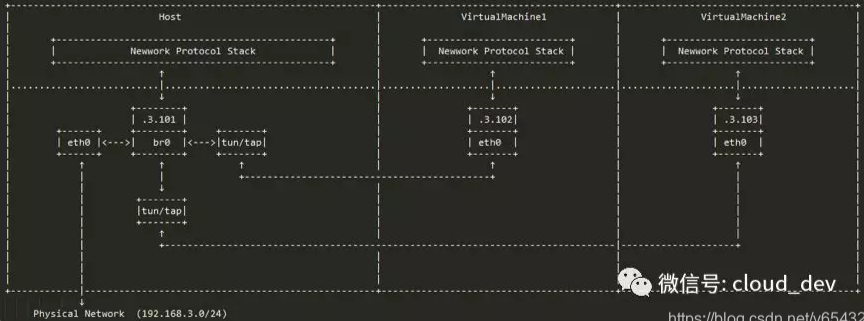 Host VirtualMachine1 VirtualMachine2
Newwork Protocol Stack Newwork Protocol Stack Newwork Protocol Stack
.3.101 .3.102 .3.103
eth0 br0 tun/tap eth0 eth0
tun/tap
微信号: cloud_dev
Physical Network (192.168.3.0/24)
https://blog.csdn.net/y65432